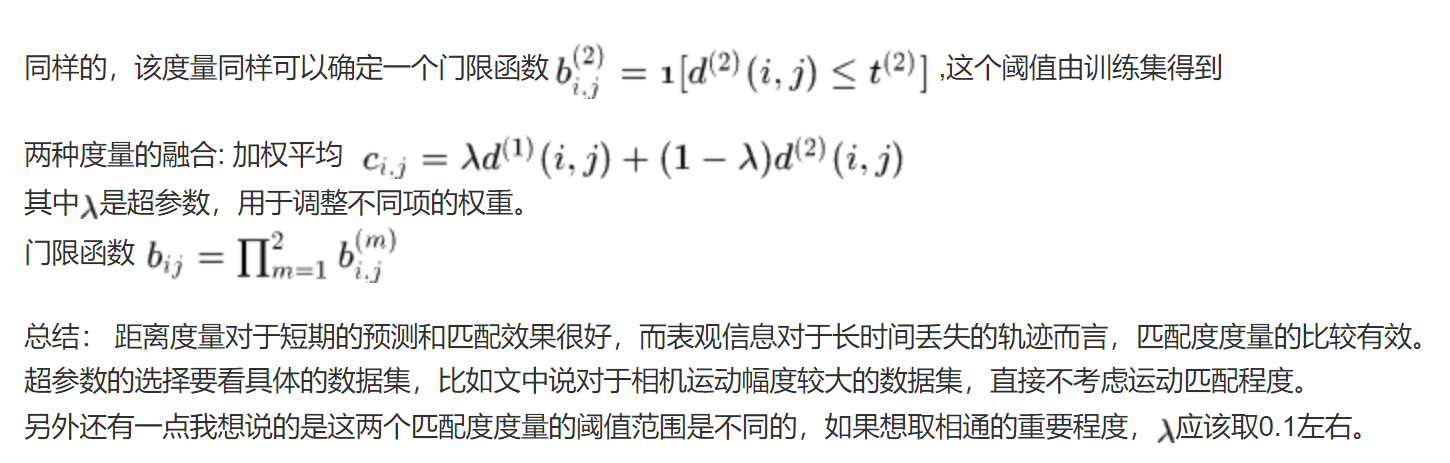 同样的，该度量同样可以确定一个门限函数 b_{i,j}^{(2)} = 1[d^{(2)}(i, j) ≤ t^{(2)}] ,这个阈值由训练集得到
两种度量的融合: 加权平均 c_{i,j} = λd^{(1)}(i, j) + (1 − λ)d^{(2)}(i, j)
其中λ是超参数，用于调整不同项的权重。
门限函数 b_{ij} = ∏_{m=1}^{2} b_{i,j}^{(m)}
总结： 距离度量对于短期的预测和匹配效果很好，而表观信息对于长时间丢失的轨迹而言，匹配度度量的比较有效。
超参数的选择要看具体的数据集，比如文中说对于相机运动幅度较大的数据集，直接不考虑运动匹配程度。
另外还有一点我想说的是这两个匹配度度量的阈值范围是不同的，如果想取相通的重要程度，λ应该取0.1左右。